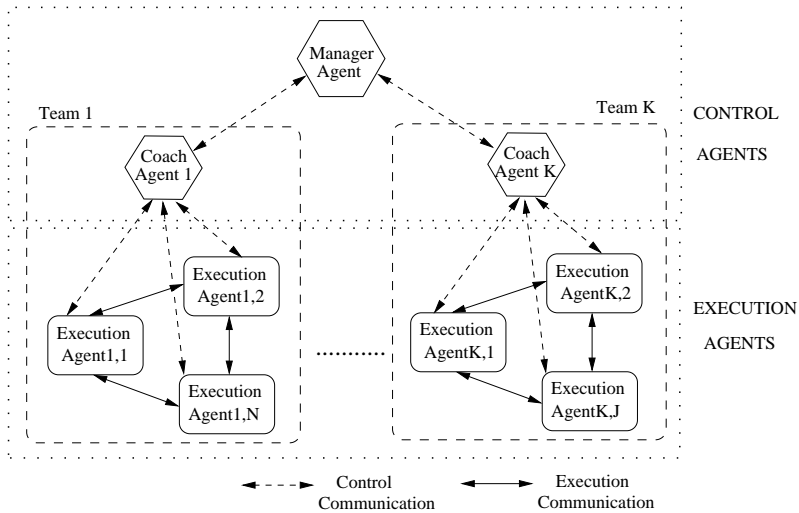 Manager
Agent
Team 1
Team K
CONTROL
AGENTS
Coach
Agent 1
Coach
Agent K
Execution
Agent1,2
Execution
Agent1,1
Execution
Agent1,N
Execution
AgentK,2
Execution
AgentK,1
Execution
AgentK,J
EXECUTION
AGENTS
Control
Communication
Execution
Communication